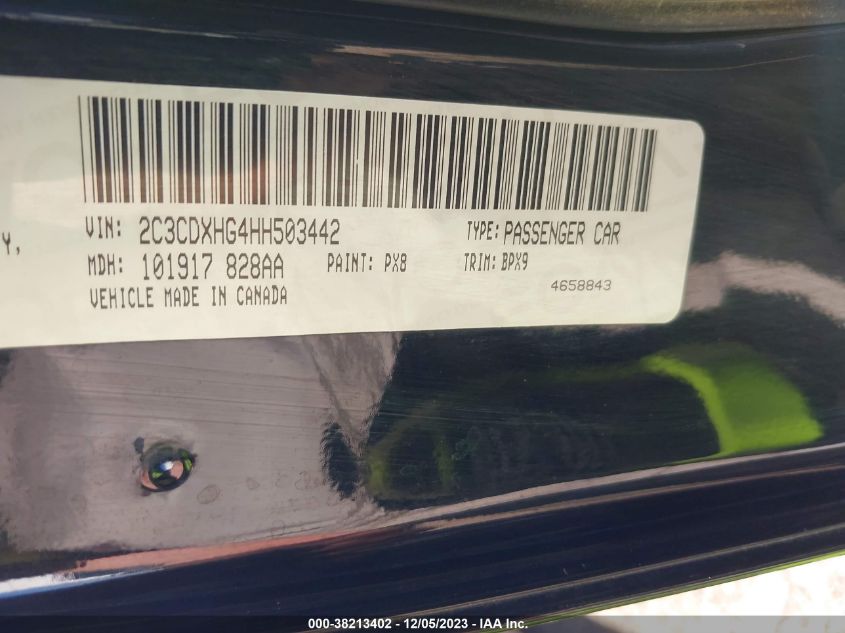 Y,
VIN: 2C3CDXHG4HH503442 TYPE: PASSENGER CAR
MDH: 101917 828AA PAINT: PX8 TRIM: BPX9
VEHICLE MADE IN CANADA 4658843
000-38213402 - 12/05/2023 - IAA Inc.